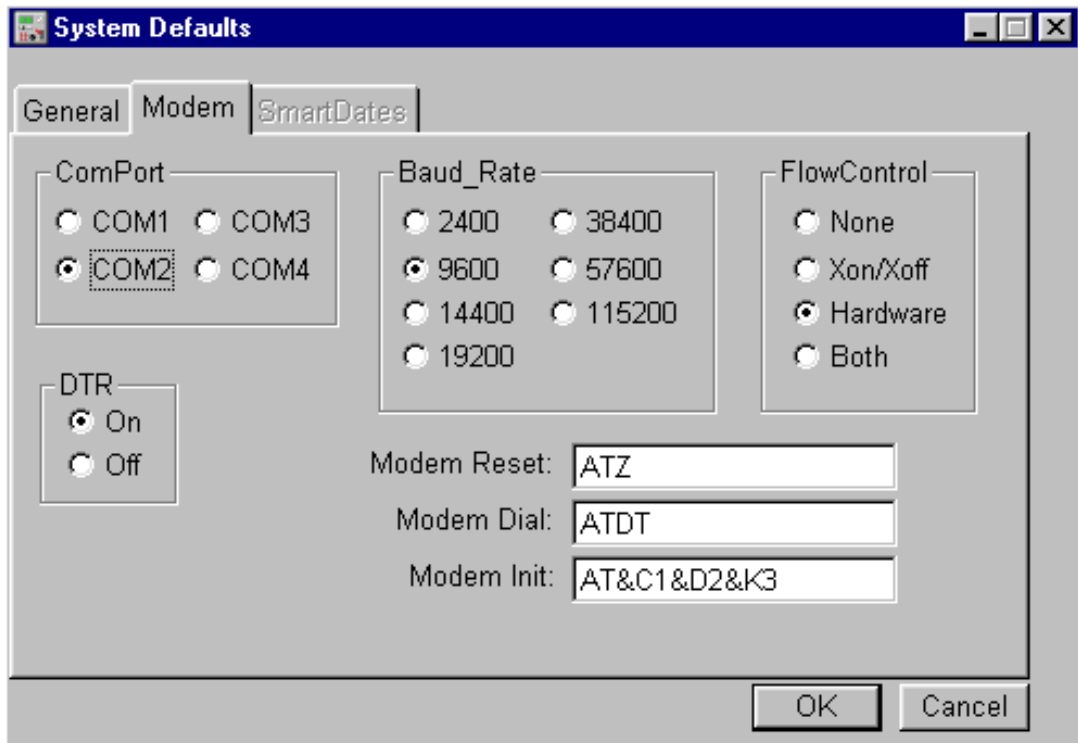 System Defaults
General Modem SmartDates
ComPort Baud_Rate FlowControl
COM1 COM3 2400 38400 None
COM2 COM4 9600 57600 Xon/Xoff
14400 115200 Hardware
19200 Both
DTR
On
Off
Modem Reset: ATZ
Modem Dial: ATDT
Modem Init: AT&C1&D2&K3
OK Cancel